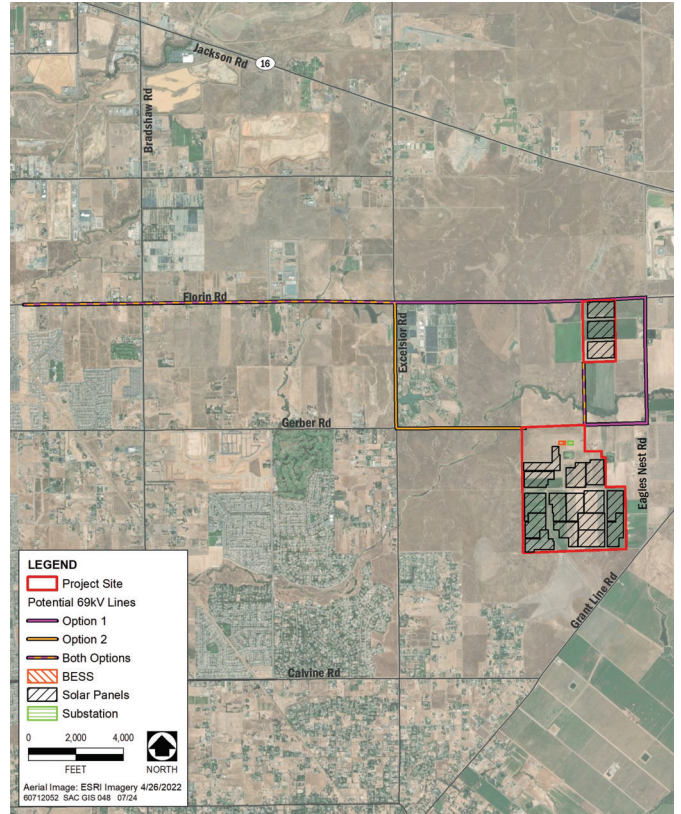 Jackson Rd
16
Bradshaw Rd
Florin Rd
Excelsior Rd
Gerber Rd
Eagles Nest Rd
Grant Line Rd
Calvine Rd
LEGEND
Project Site
Potential 69kV Lines
Option 1
Option 2
Both Options
BESS
Solar Panels
Substation
0 2,000 4,000
FEET
NORTH
Aerial Image: ESRI Imagery 4/26/2022
60712052 SAC GIS 048 07/24